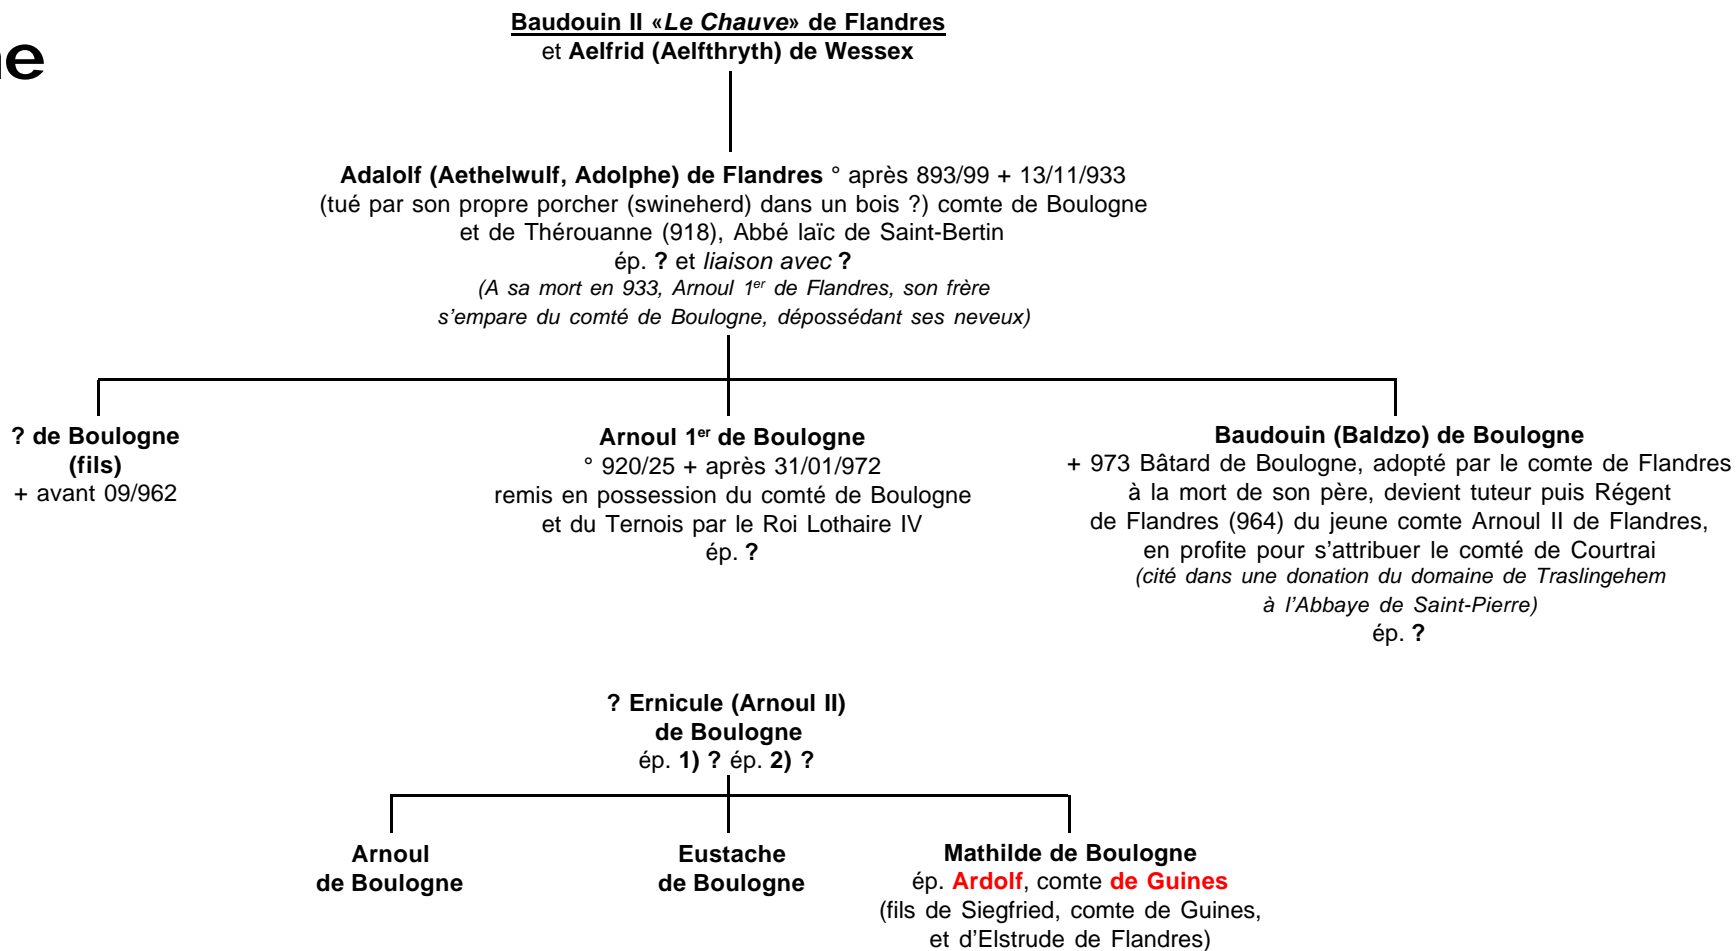 ne
Baudouin II «Le Chauve» de Flandres
et Aelfrid (Aelfthryth) de Wessex
Adalolf (Aethelwulf, Adolphe) de Flandres ° après 893/99 + 13/11/933
(tué par son propre porcher (swineherd) dans un bois ?) comte de Boulogne
et de Thérouanne (918), Abbé laïc de Saint-Bertin
ép. ? et liaison avec ?
(A sa mort en 933, Arnoul 1er de Flandres, son frère
s'empare du comté de Boulogne, dépossédant ses neveux)
? de Boulogne
(fils)
+ avant 09/962
Arnoul 1er de Boulogne
° 920/25 + après 31/01/972
remis en possession du comté de Boulogne
et du Ternois par le Roi Lothaire IV
ép. ?
Baudouin (Baldzo) de Boulogne
+ 973 Bâtard de Boulogne, adopté par le comte de Flandres
à la mort de son père, devient tuteur puis Régent
de Flandres (964) du jeune comte Arnoul II de Flandres,
en profite pour s'attribuer le comté de Courtrai
(cité dans une donation du domaine de Traslingehem
à l'Abbaye de Saint-Pierre)
ép. ?
? Ernicule (Arnoul II)
de Boulogne
ép. 1) ? ép. 2) ?
Arnoul
de Boulogne
Eustache
de Boulogne
Mathilde de Boulogne
ép. Ardolf, comte de Guines
(fils de Siegfried, comte de Guines,
et d'Elstrude de Flandres)